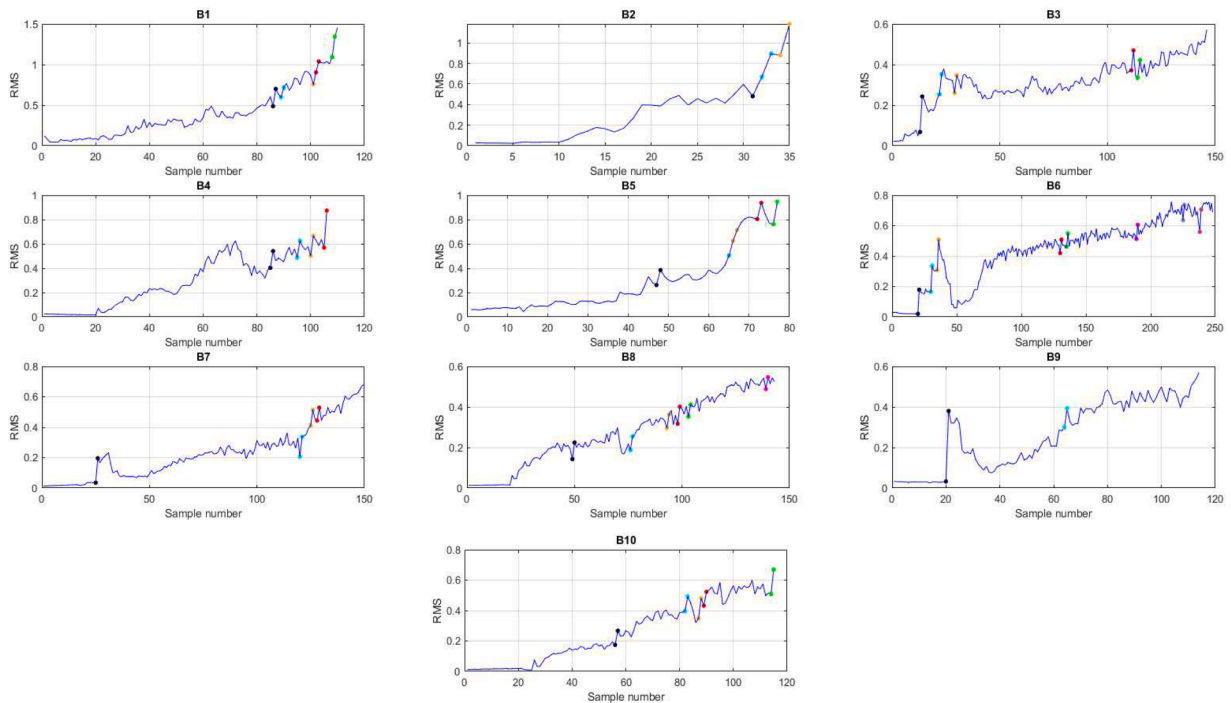 B1
1.5
1
0.5
0
RMS
0 20 40 60 80 100 120
Sample number
B2
1
0.8
0.6
0.4
0.2
0
RMS
0 5 10 15 20 25 30 35
Sample number
B3
0.6
0.4
0.2
0
RMS
0 50 100 150
Sample number
B4
1
0.8
0.6
0.4
0.2
0
RMS
0 20 40 60 80 100 120
Sample number
B5
1
0.8
0.6
0.4
0.2
0
RMS
0 10 20 30 40 50 60 70 80
Sample number
B6
0.8
0.6
0.4
0.2
0
RMS
0 50 100 150 200 250
Sample number
B7
0.8
0.6
0.4
0.2
0
RMS
0 50 100 150
Sample number
B8
0.6
0.4
0.2
0
RMS
0 50 100 150
Sample number
B9
0.6
0.4
0.2
0
RMS
0 20 40 60 80 100 120
Sample number
B10
0.8
0.6
0.4
0.2
0
RMS
0 20 40 60 80 100 120
Sample number